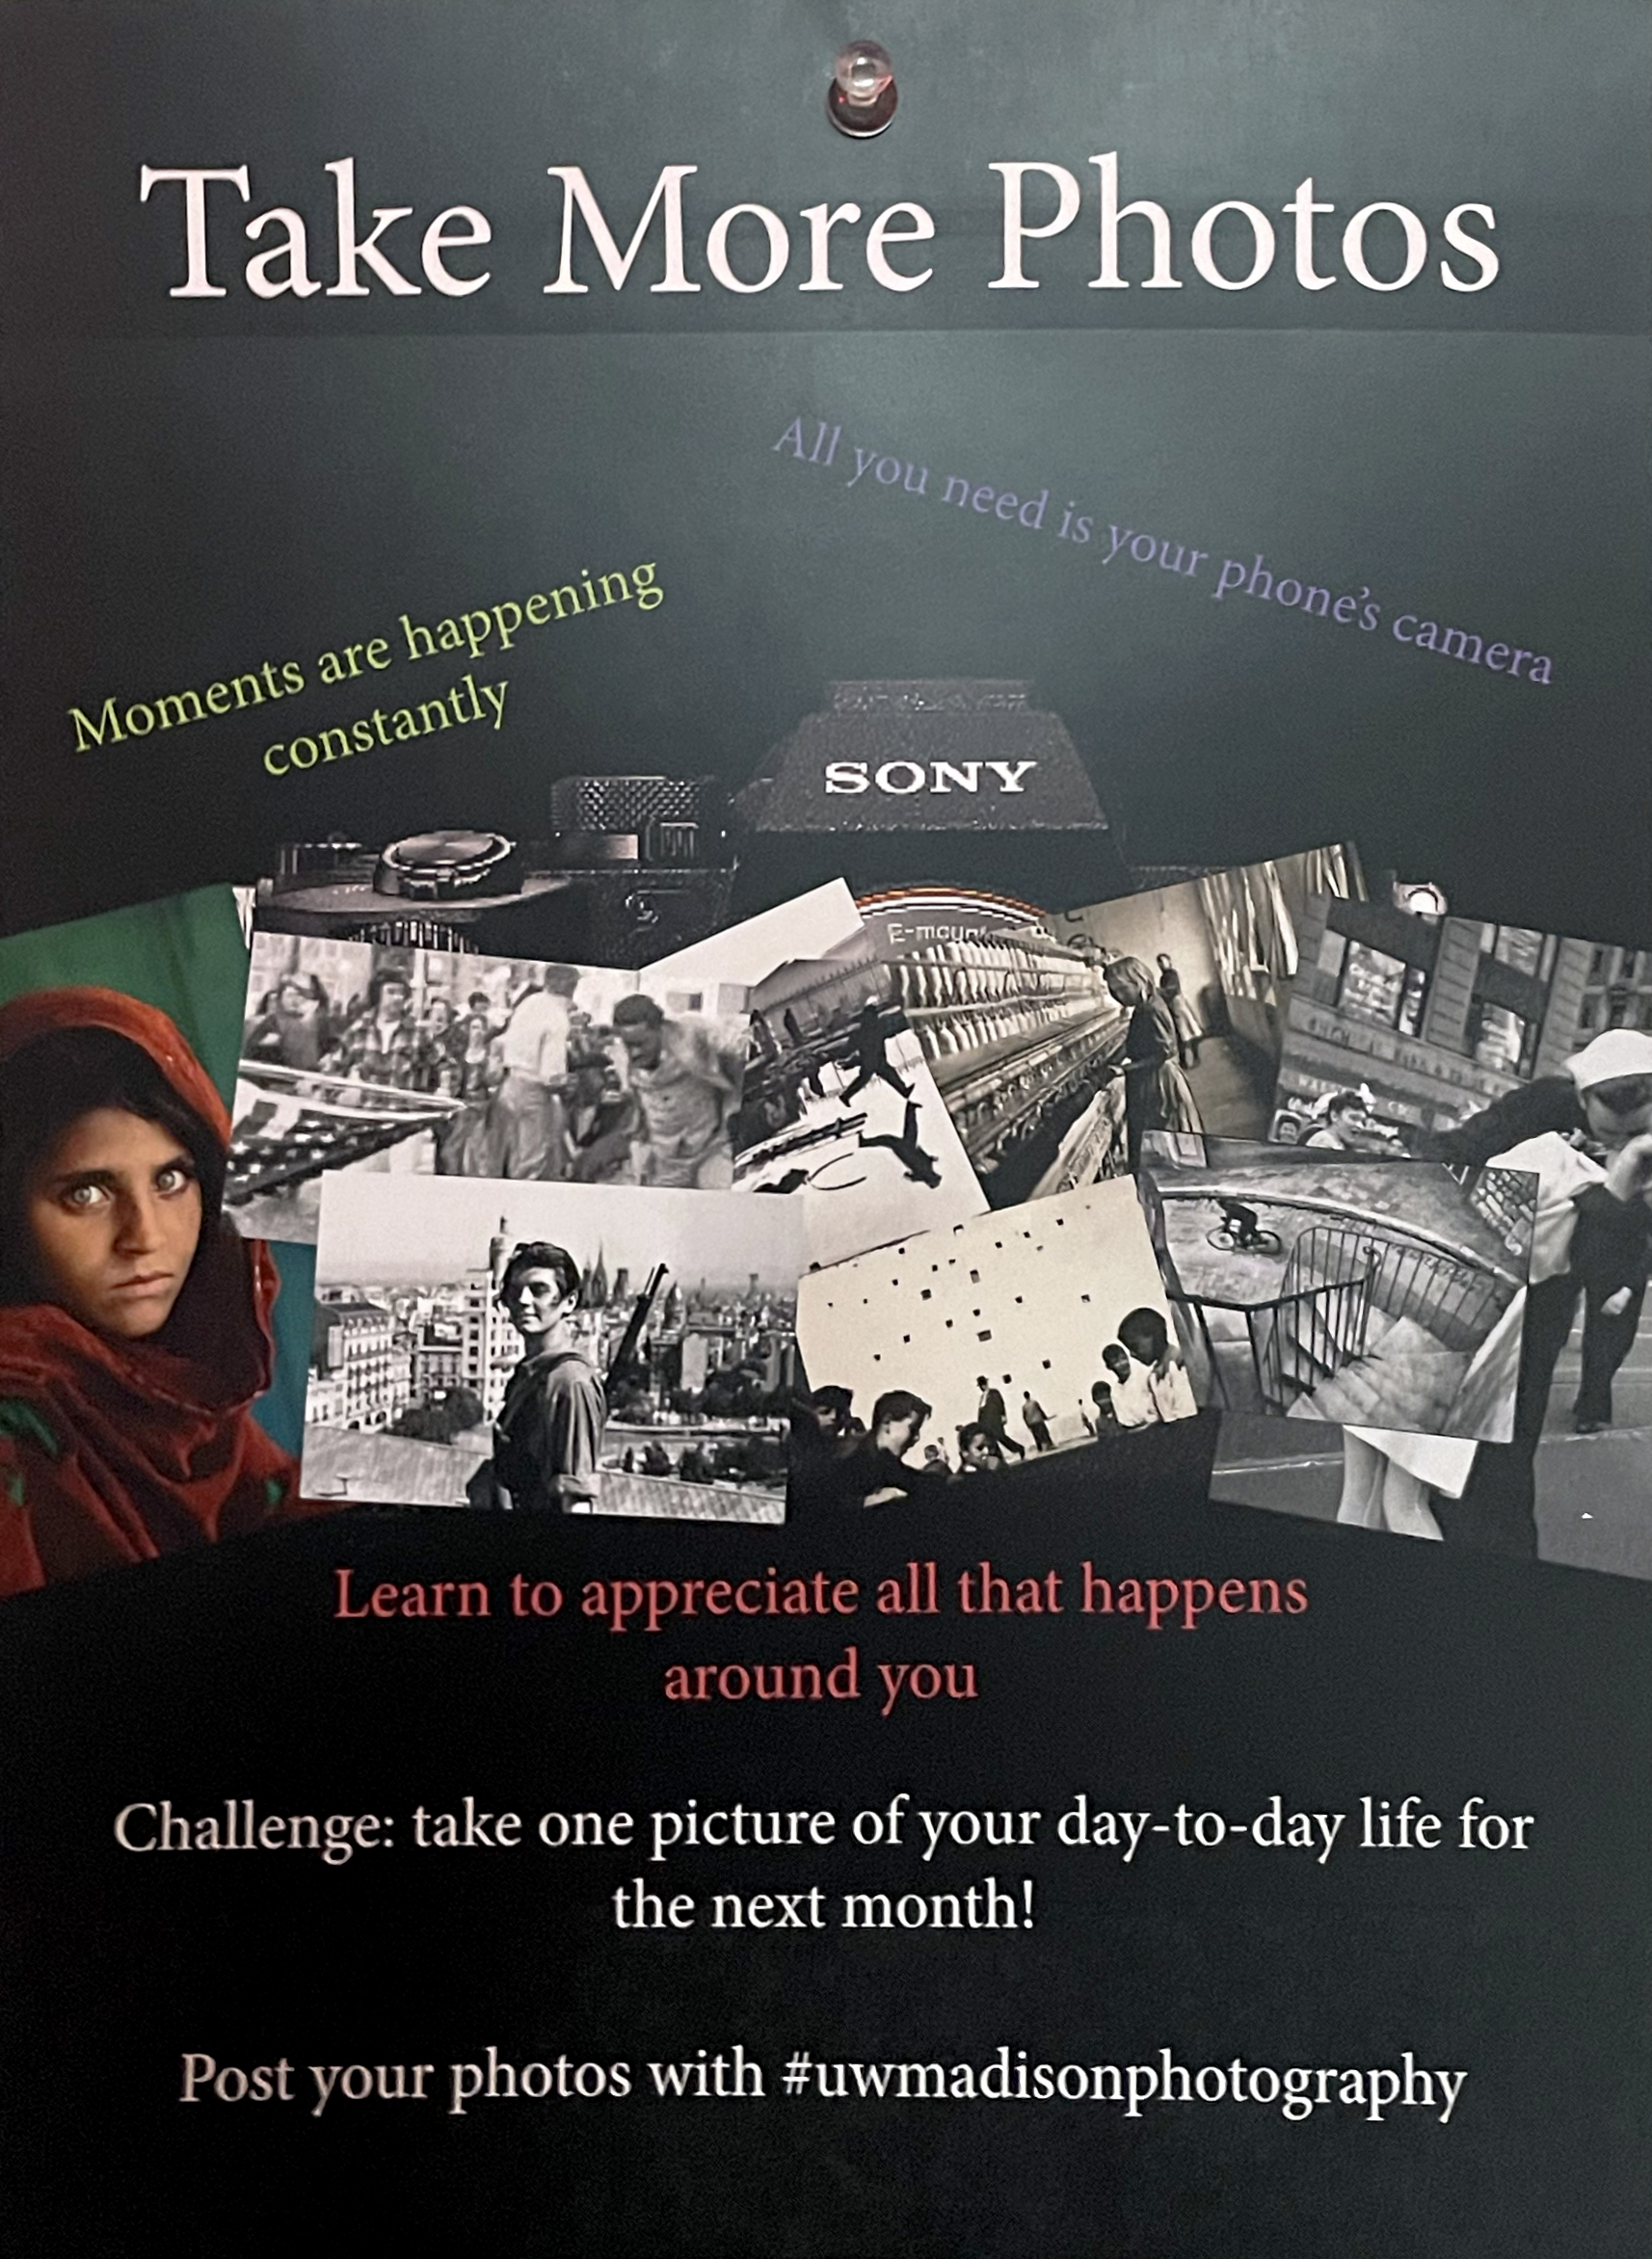 Take More Photos
All you need is your phone's camera
Moments are happening
constantly
SONY
Learn to appreciate all that happens
around you
Challenge: take one picture of your day-to-day life for
the next month!
Post your photos with #uwmadisonphotography